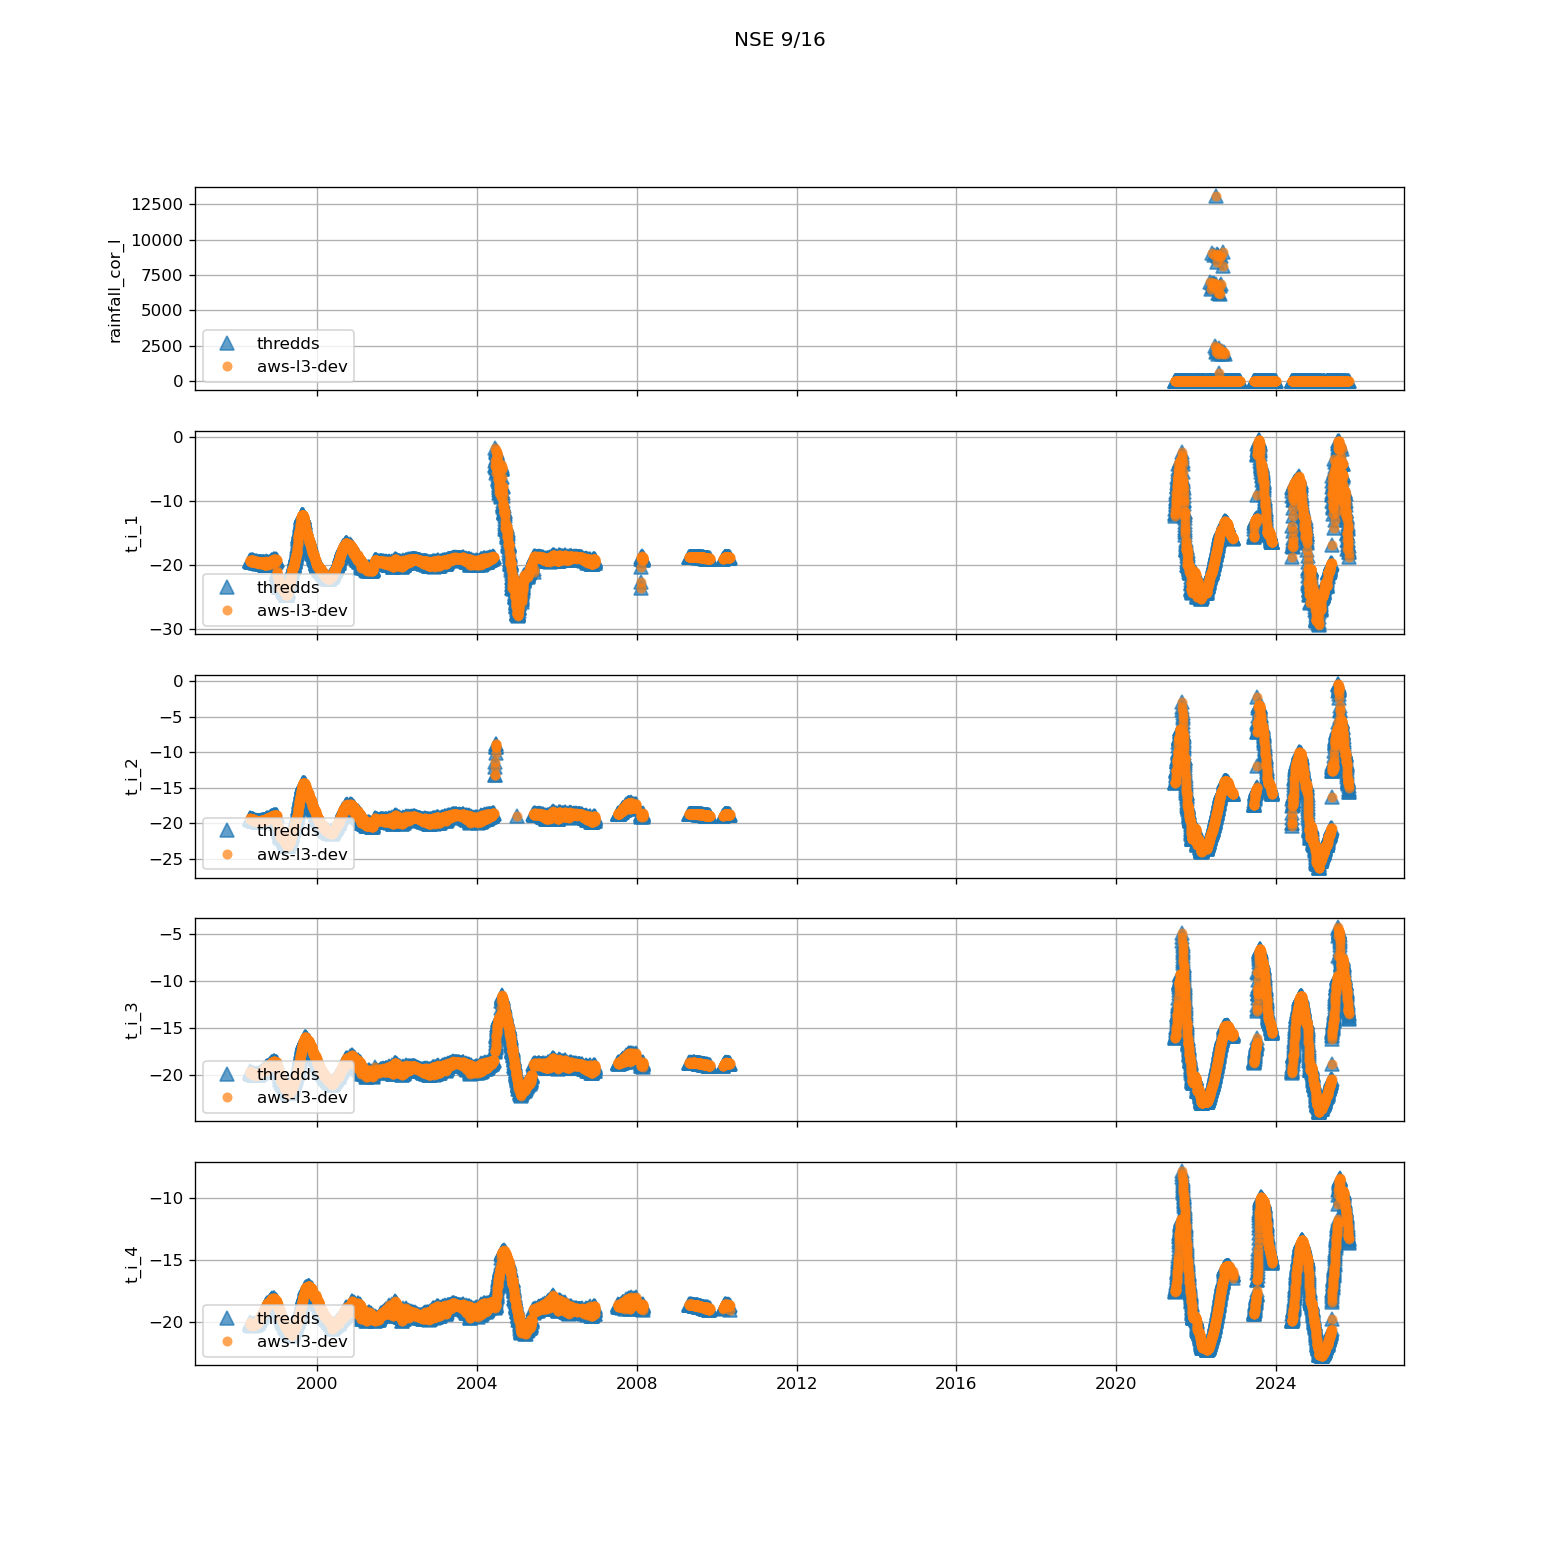 NSE 9/16
12500
10000
7500
5000
2500
0
rainfall_cor_l
thredds
aws-l3-dev
0
−10
−20
−30
t_i_1
thredds
aws-l3-dev
0
−5
−10
−15
−20
−25
t_i_2
thredds
aws-l3-dev
−5
−10
−15
−20
t_i_3
thredds
aws-l3-dev
−10
−15
−20
t_i_4
thredds
aws-l3-dev
2000 2004 2008 2012 2016 2020 2024